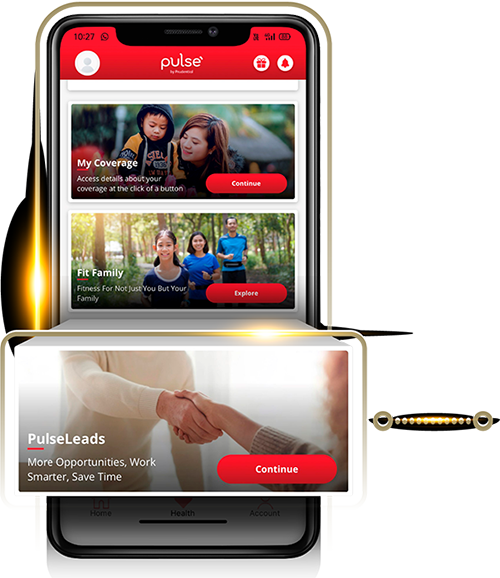 10:27
pulse
by Prudential
My Coverage
Access details about your
coverage at the click of a button
Continue
Fit Family
Fitness For Not Just You But Your
Family
Explore
PulseLeads
More Opportunities, Work
Smarter, Save Time
Continue
Home
Health
Account